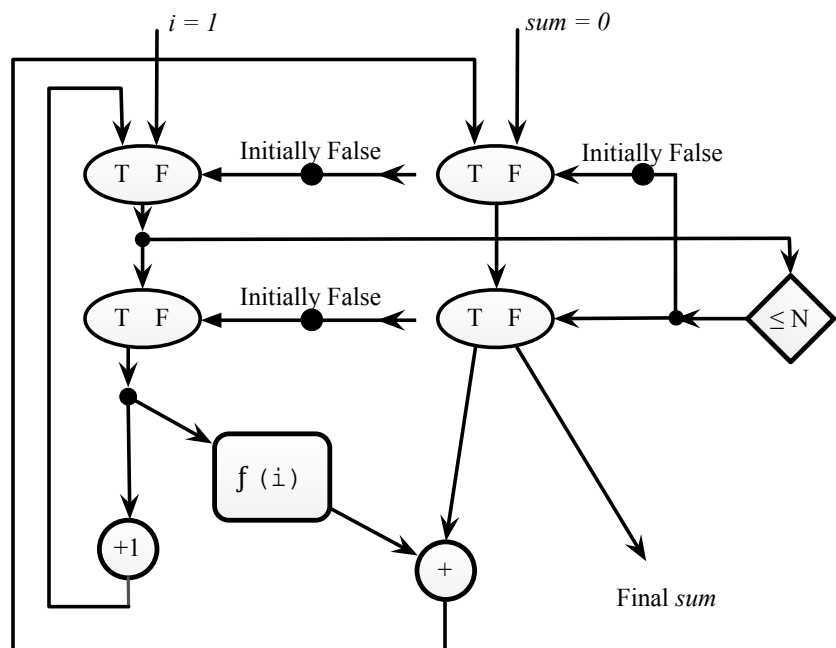 i = 1
sum = 0
Initially False
Initially False
T F
T F
Initially False
T F
T F
≤ N
f (i)
+1
+
Final sum